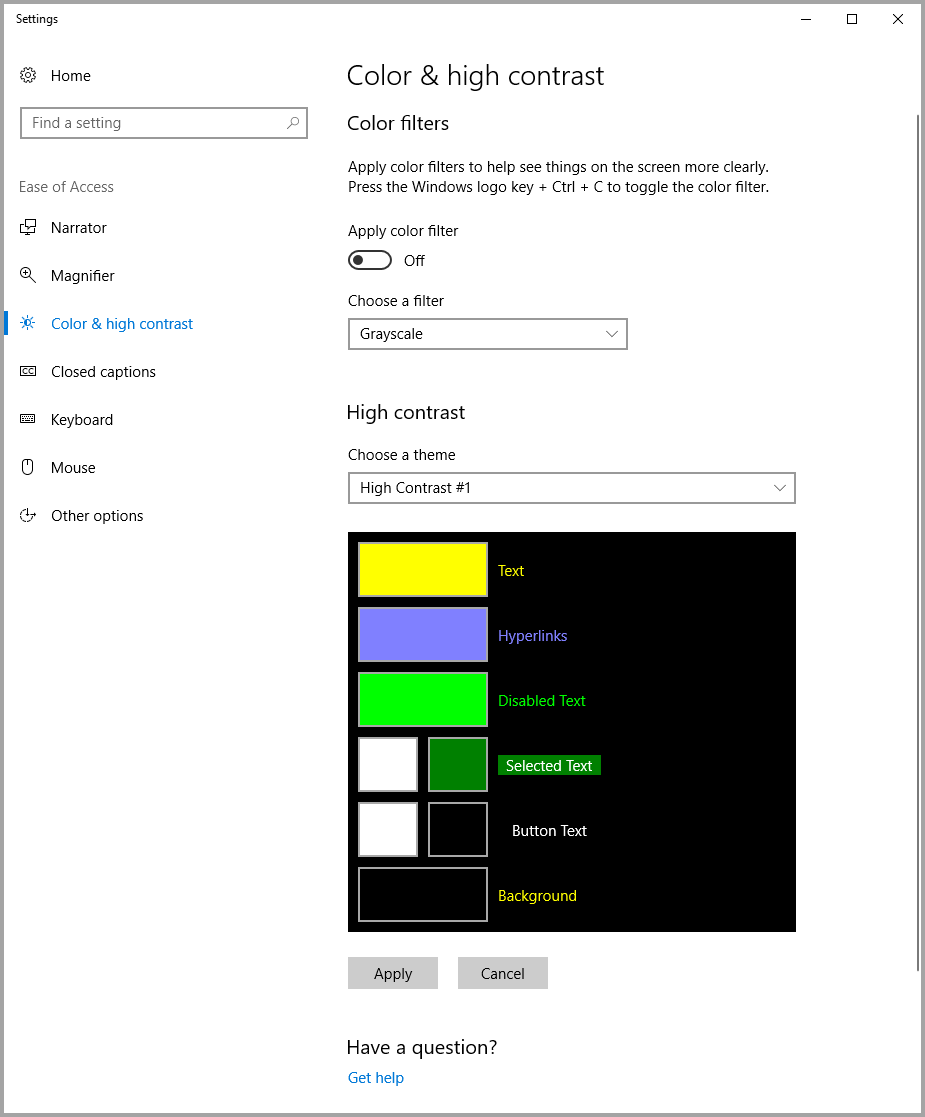 Settings
Home
Find a setting
Ease of Access
Narrator
Magnifier
Color & high contrast
Closed captions
Keyboard
Mouse
Other options
Color & high contrast
Color filters
Apply color filters to help see things on the screen more clearly.
Press the Windows logo key + Ctrl + C to toggle the color filter.
Apply color filter
Off
Choose a filter
Grayscale
High contrast
Choose a theme
High Contrast #1
Text
Hyperlinks
Disabled Text
Selected Text
Button Text
Background
Apply Cancel
Have a question?
Get help